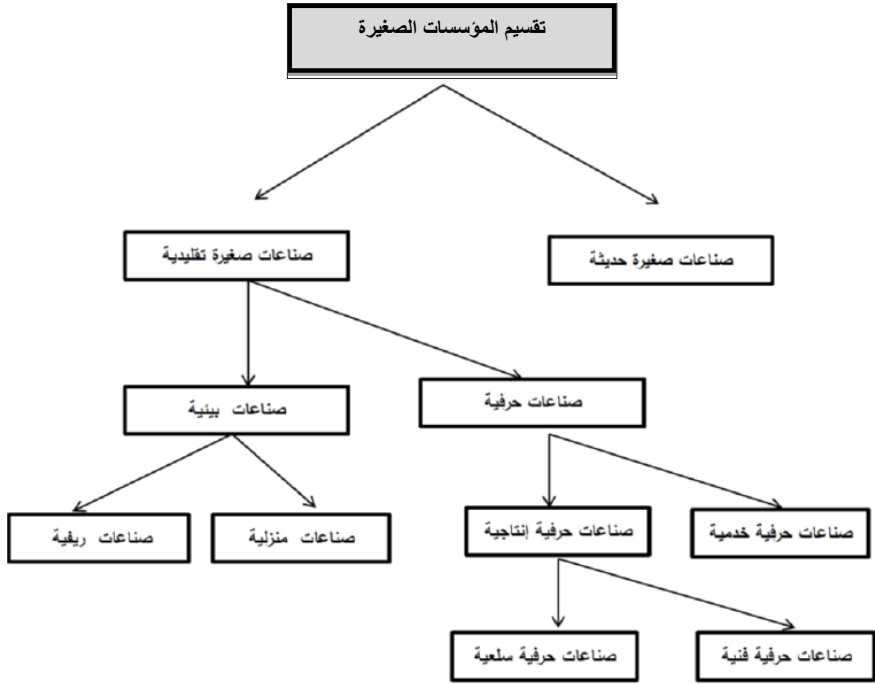 تقسيم المؤسسات الصغيرة
صناعات صغيرة حديثة
صناعات صغيرة تقليدية
صناعات حرفية
صناعات بيئية
صناعات حرفية خدمية
صناعات حرفية إنتاجية
صناعات منزلية
صناعات ريفية
صناعات حرفية فنية
صناعات حرفية سلعية